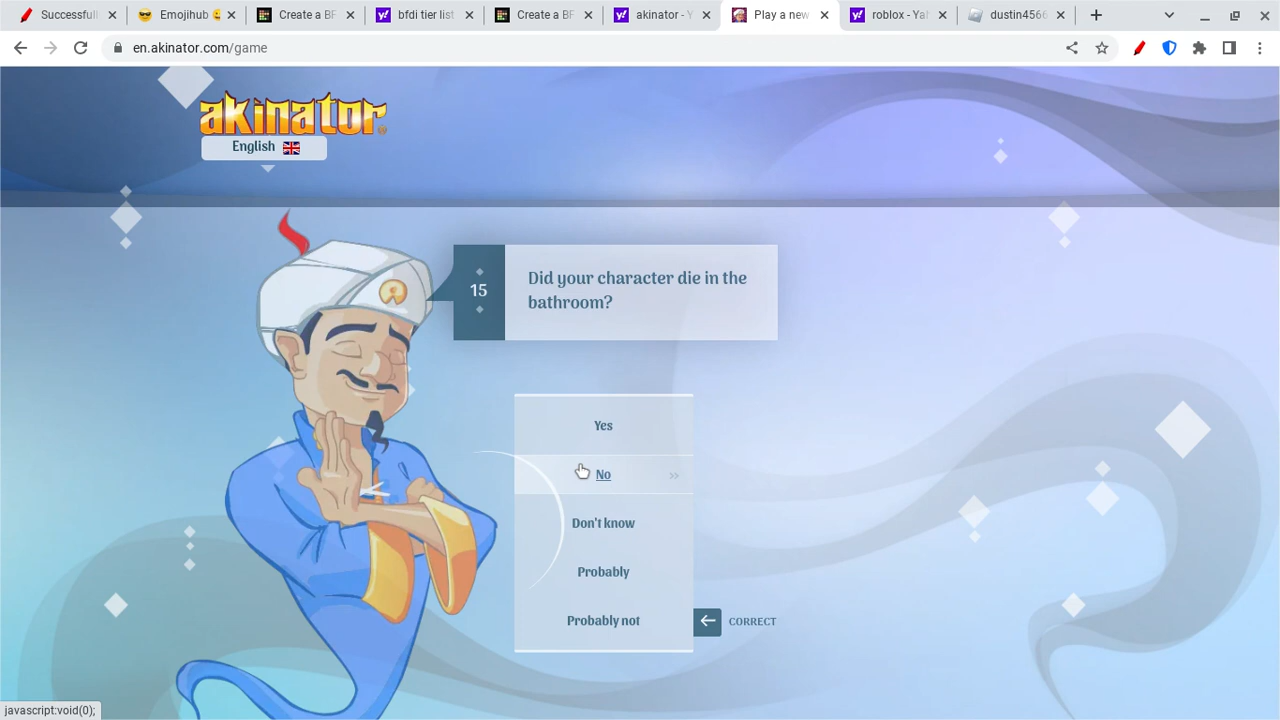 Successfull
Emojihub
Create a BF
bfdi tier list
Create a BF
akinator - Y
Play a new
roblox - Yah
dustin4566
en.akinator.com/game
akinator
English
15
Did your character die in the
bathroom?
Yes
No
Don't know
Probably
Probably not
CORRECT
javascript:void(0);